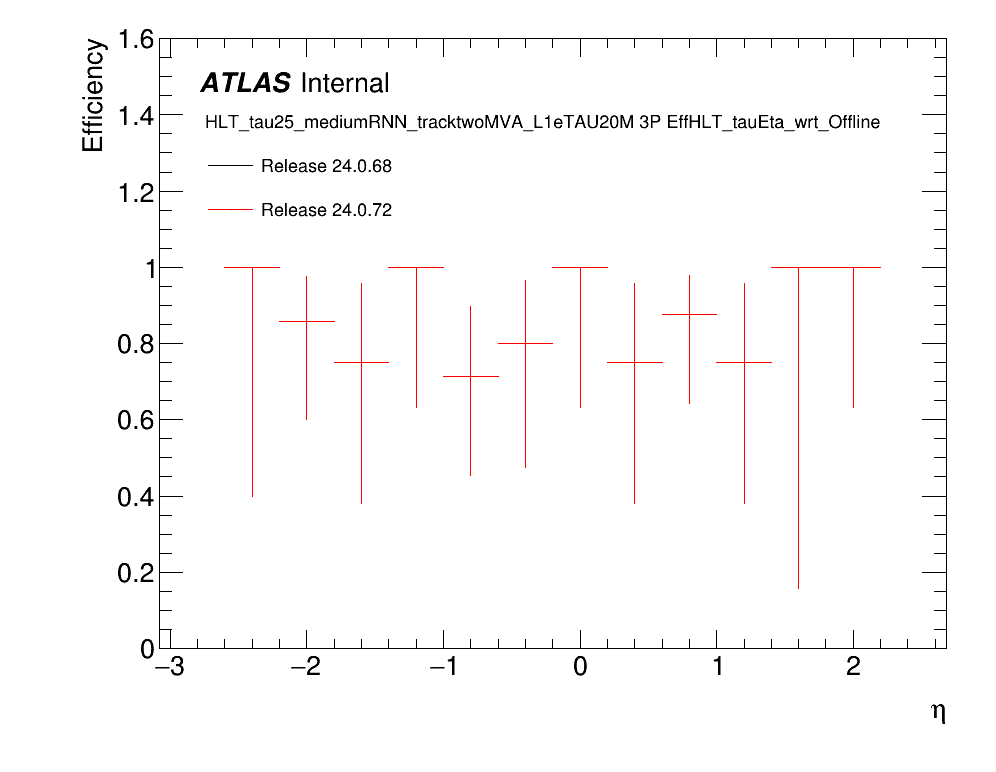 Efficiency
1.6
1.4
1.2
1
0.8
0.6
0.4
0.2
0
ATLAS Internal
HLT_tau25_mediumRNN_tracktwoMVA_L1eTAU20M 3P EffHLT_tauEta_wrt_Offline
Release 24.0.68
Release 24.0.72
−3 −2 −1 0 1 2
η